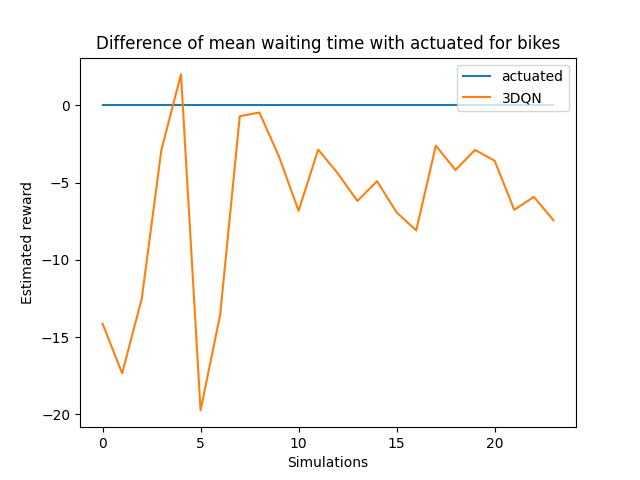 Difference of mean waiting time with actuated for bikes
actuated
3DQN
Estimated reward
0
−5
−10
−15
−20
0 5 10 15 20
Simulations